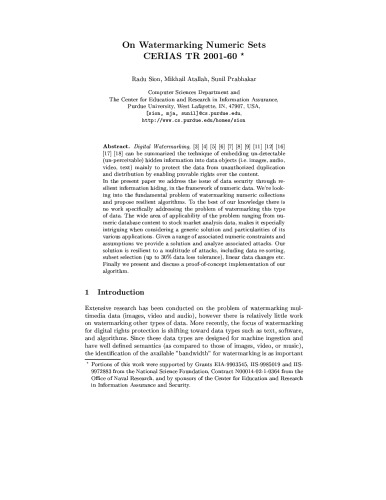 On Watermarking Numeric Sets
CERIAS TR 2001-60 *
Radu Sion, Mikhail Atallah, Sunil Prabhakar
Computer Sciences Department and
The Center for Education and Research in Information Assurance,
Purdue University, West Lafayette, IN, 47907, USA,
[sion, mja, sunil]@cs.purdue.edu,
http://www.cs.purdue.edu/homes/sion
Abstract. Digital Watermarking, [3] [4] [5] [6] [7] [8] [9] [11] [12] [16]
[17] [18] can be summarized the technique of embedding un-detectable
(un-perceivable) hidden information into data objects (i.e. images, audio,
video, text) mainly to protect the data from unauthorized duplication
and distribution by enabling provable rights over the content.
In the present paper we address the issue of data security through re-
silient information hiding, in the framework of numeric data. We're look-
ing into the fundamental problem of watermarking numeric collections
and propose resilient algorithms. To the best of our knowledge there is
no work specifically addressing the problem of watermarking this type
of data. The wide area of applicability of the problem ranging from nu-
meric database content to stock market analysis data, makes it especially
intriguing when considering a generic solution and particularities of its
various applications. Given a range of associated numeric constraints and
assumptions we provide a solution and analyze associated attacks. Our
solution is resilient to a multitude of attacks, including data re-sorting,
subset selection (up to 30% data loss tolerance), linear data changes etc.
Finally we present and discuss a proof-of-concept implementation of our
algorithm.
1 Introduction
Extensive research has been conducted on the problem of watermarking mul-
timedia data (images, video and audio), however there is relatively little work
on watermarking other types of data. More recently, the focus of watermarking
for digital rights protection is shifting toward data types such as text, software,
and algorithms. Since these data types are designed for machine ingestion and
have well defined semantics (as compared to those of images, video, or music),
the identification of the available "bandwidth" for watermarking is as important
* Portions of this work were supported by Grants EIA-9903545, IIS-9985019 and IIS-
9972883 from the National Science Foundation, Contract N00014-02-1-0364 from the
Office of Naval Research, and by sponsors of the Center for Education and Research
in Information Assurance and Security.